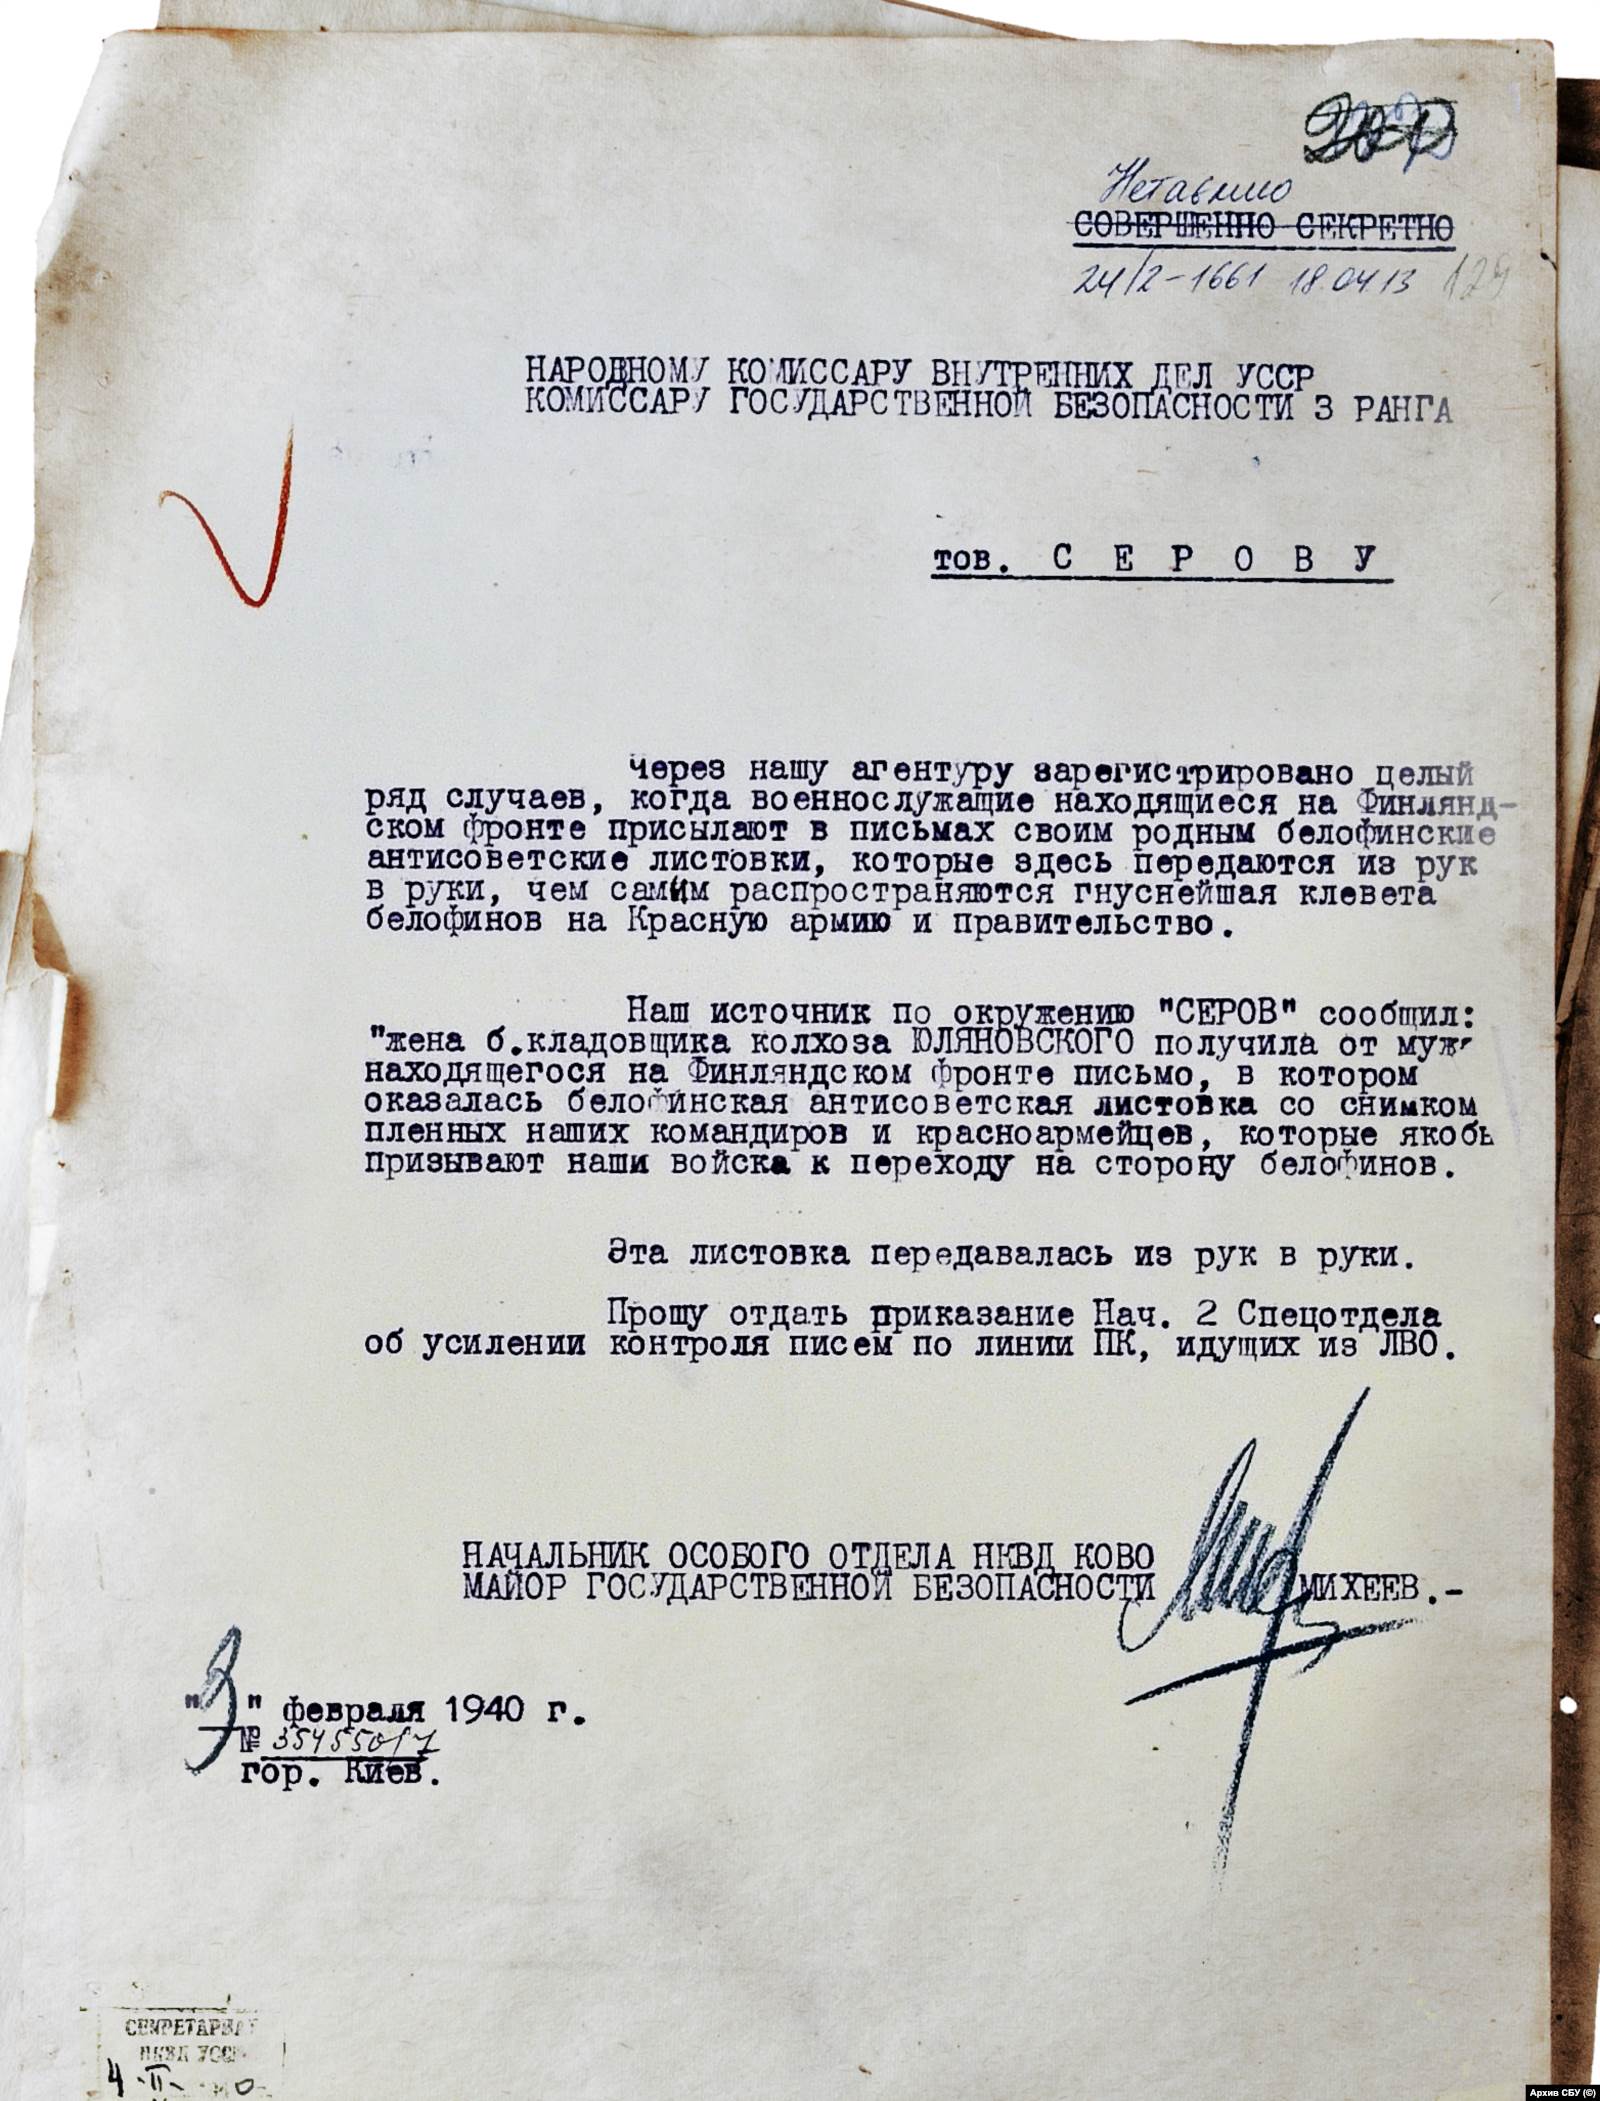 Нетаємно
СОВЕРШЕННО СЕКРЕТНО
24/2-1661 18.04.13 129
НАРОДНОМУ КОМИССАРУ ВНУТРЕННИХ ДЕЛ УССР
КОМИССАРУ ГОСУДАРСТВЕННОЙ БЕЗОПАСНОСТИ 3 РАНГА
тов. С Е Р О В У
Через нашу агентуру зарегистрировано целый
ряд случаев, когда военнослужащие находящиеся на Финлянд-
ском фронте присылают в письмах своим родным белофинские
антисоветские листовки, которые здесь передаются из рук
в руки, чем самим распространяются гнуснейшая клевета
белофинов на Красную армию и правительство.
Наш источник по окружению "СЕРОВ" сообщил:
"жена б.кладовщика колхоза ЮЛЯНОВСКОГО получила от мужа
находящегося на Финляндском фронте письмо, в котором
оказалась белофинская антисоветская листовка со снимком
пленных наших командиров и красноармейцев, которые якобы
призывают наши войска к переходу на сторону белофинов.
Эта листовка передавалась из рук в руки.
Прошу отдать приказание Нач. 2 Спецотдела
об усилении контроля писем по линии ПК, идущих из ЛВО.
НАЧАЛЬНИК ОСОБОГО ОТДЕЛА НКВД КОВО
МАЙОР ГОСУДАРСТВЕННОЙ БЕЗОПАСНОСТИ МИХЕЕВ.-
"3" февраля 1940 г.
№ 354550/7
гор. Киев.
СЕКРЕТАРИАТ
НКВД УССР
4 -II-
Архив СБУ (©)